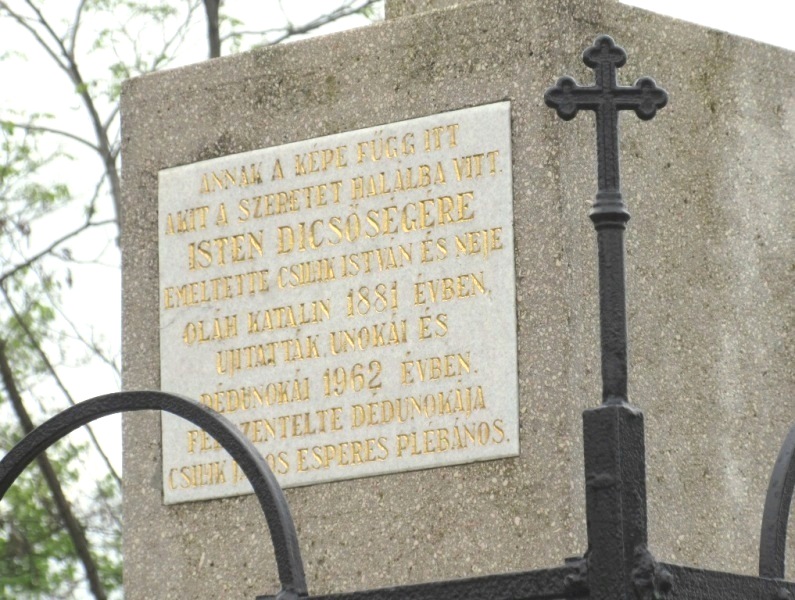 ANNAK A KÉPE FÜGG ITT
AKIT A SZERETET HALÁLBA VITT.
ISTEN DICSŐSÉGÉRE
EMELTETTE CSILIK ISTVÁN ÉS NEJE
OLÁH KATALIN 1881 ÉVBEN,
UJITATTÁK UNOKÁI ÉS
DÉDUNOKÁI 1962 ÉVBEN.
DÉDUNOKÁJA
CSILIK ESPERES PLÉBÁNOS.